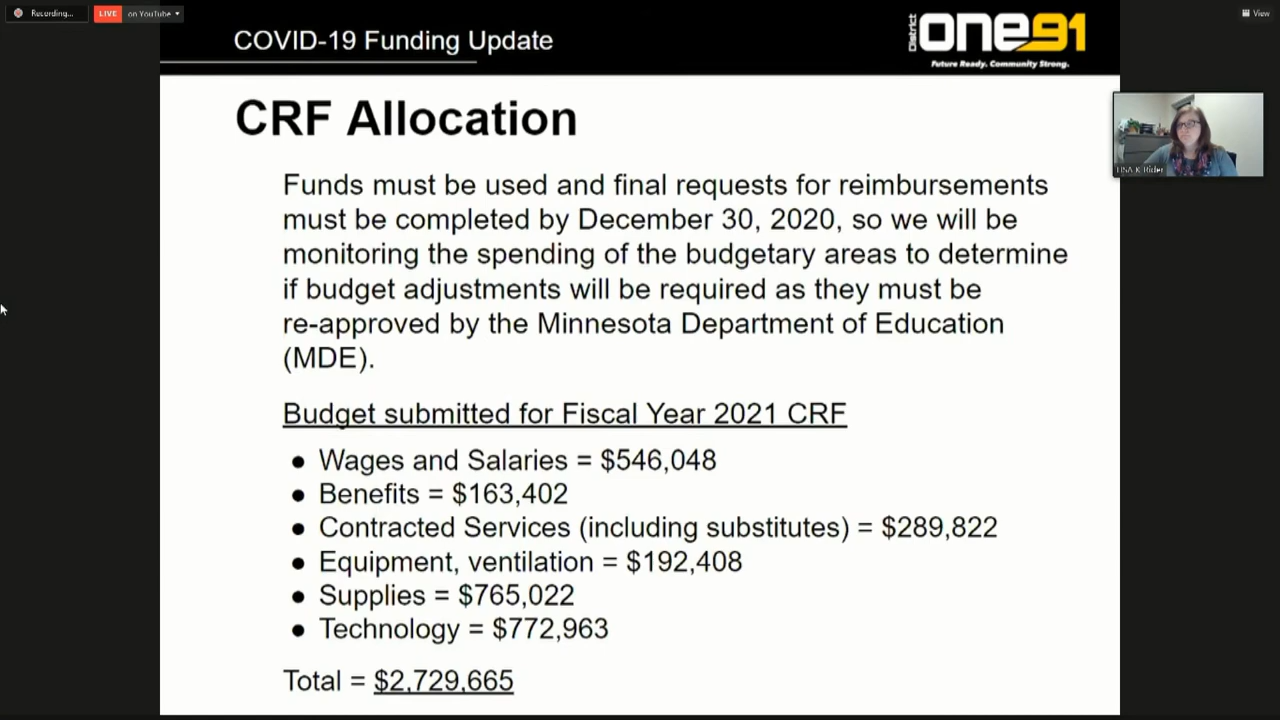 Recording...
LIVE on YouTube
View
COVID-19 Funding Update
District one91
Future Ready. Community Strong.
CRF Allocation
LISA K Rider
Funds must be used and final requests for reimbursements
must be completed by December 30, 2020, so we will be
monitoring the spending of the budgetary areas to determine
if budget adjustments will be required as they must be
re-approved by the Minnesota Department of Education
(MDE).
Budget submitted for Fiscal Year 2021 CRF
● Wages and Salaries = $546,048
● Benefits = $163,402
● Contracted Services (including substitutes) = $289,822
● Equipment, ventilation = $192,408
● Supplies = $765,022
● Technology = $772,963
Total = $2,729,665